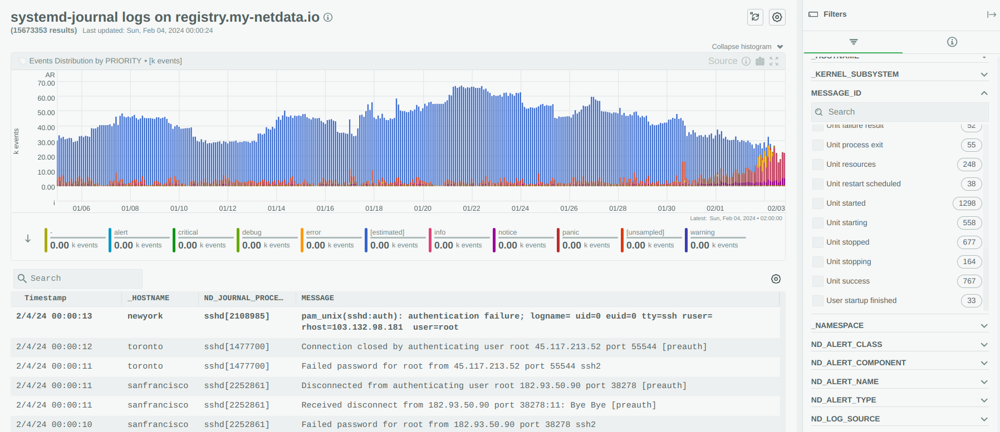 systemd-journal logs on registry.my-netdata.io
(15673353 results) Last updated: Sun, Feb 04, 2024 00:00:24
Collapse histogram
Events Distribution by PRIORITY • [k events]
Source
AR
70.00
60.00
50.00
40.00
30.00
20.00
10.00
0.00
i
k events
01/06 01/08 01/10 01/12 01/14 01/16 01/18 01/20 01/22 01/24 01/26 01/28 01/30 02/01 02/03
Latest: Sun, Feb 04, 2024 • 02:00:00
- alert critical debug error [estimated] info notice panic [unsampled] warning
0.00 k events 0.00 k events 0.00 k events 0.00 k events 0.00 k events 0.00 k events 0.00 k events 0.00 k events 0.00 k events 0.00 k events 0.00 k events
Search
Timestamp _HOSTNAME ND_JOURNAL_PROCE… MESSAGE
2/4/24 00:00:13 newyork sshd[2108985] pam_unix(sshd:auth): authentication failure; logname= uid=0 euid=0 tty=ssh ruser=
rhost=103.132.98.181 user=root
2/4/24 00:00:12 toronto sshd[1477700] Connection closed by authenticating user root 45.117.213.52 port 55544 [preauth]
2/4/24 00:00:11 toronto sshd[1477700] Failed password for root from 45.117.213.52 port 55544 ssh2
2/4/24 00:00:11 sanfrancisco sshd[2252861] Disconnected from authenticating user root 182.93.50.90 port 38278 [preauth]
2/4/24 00:00:11 sanfrancisco sshd[2252861] Received disconnect from 182.93.50.90 port 38278:11: Bye Bye [preauth]
2/4/24 00:00:10 sanfrancisco sshd[2252861] Failed password for root from 182.93.50.90 port 38278 ssh2
Filters
_HOSTNAME
_KERNEL_SUBSYSTEM
MESSAGE_ID
Search
Unit failure result 52
Unit process exit 55
Unit resources 248
Unit restart scheduled 38
Unit started 1298
Unit starting 558
Unit stopped 677
Unit stopping 164
Unit success 767
User startup finished 33
_NAMESPACE
ND_ALERT_CLASS
ND_ALERT_COMPONENT
ND_ALERT_NAME
ND_ALERT_TYPE
ND_LOG_SOURCE